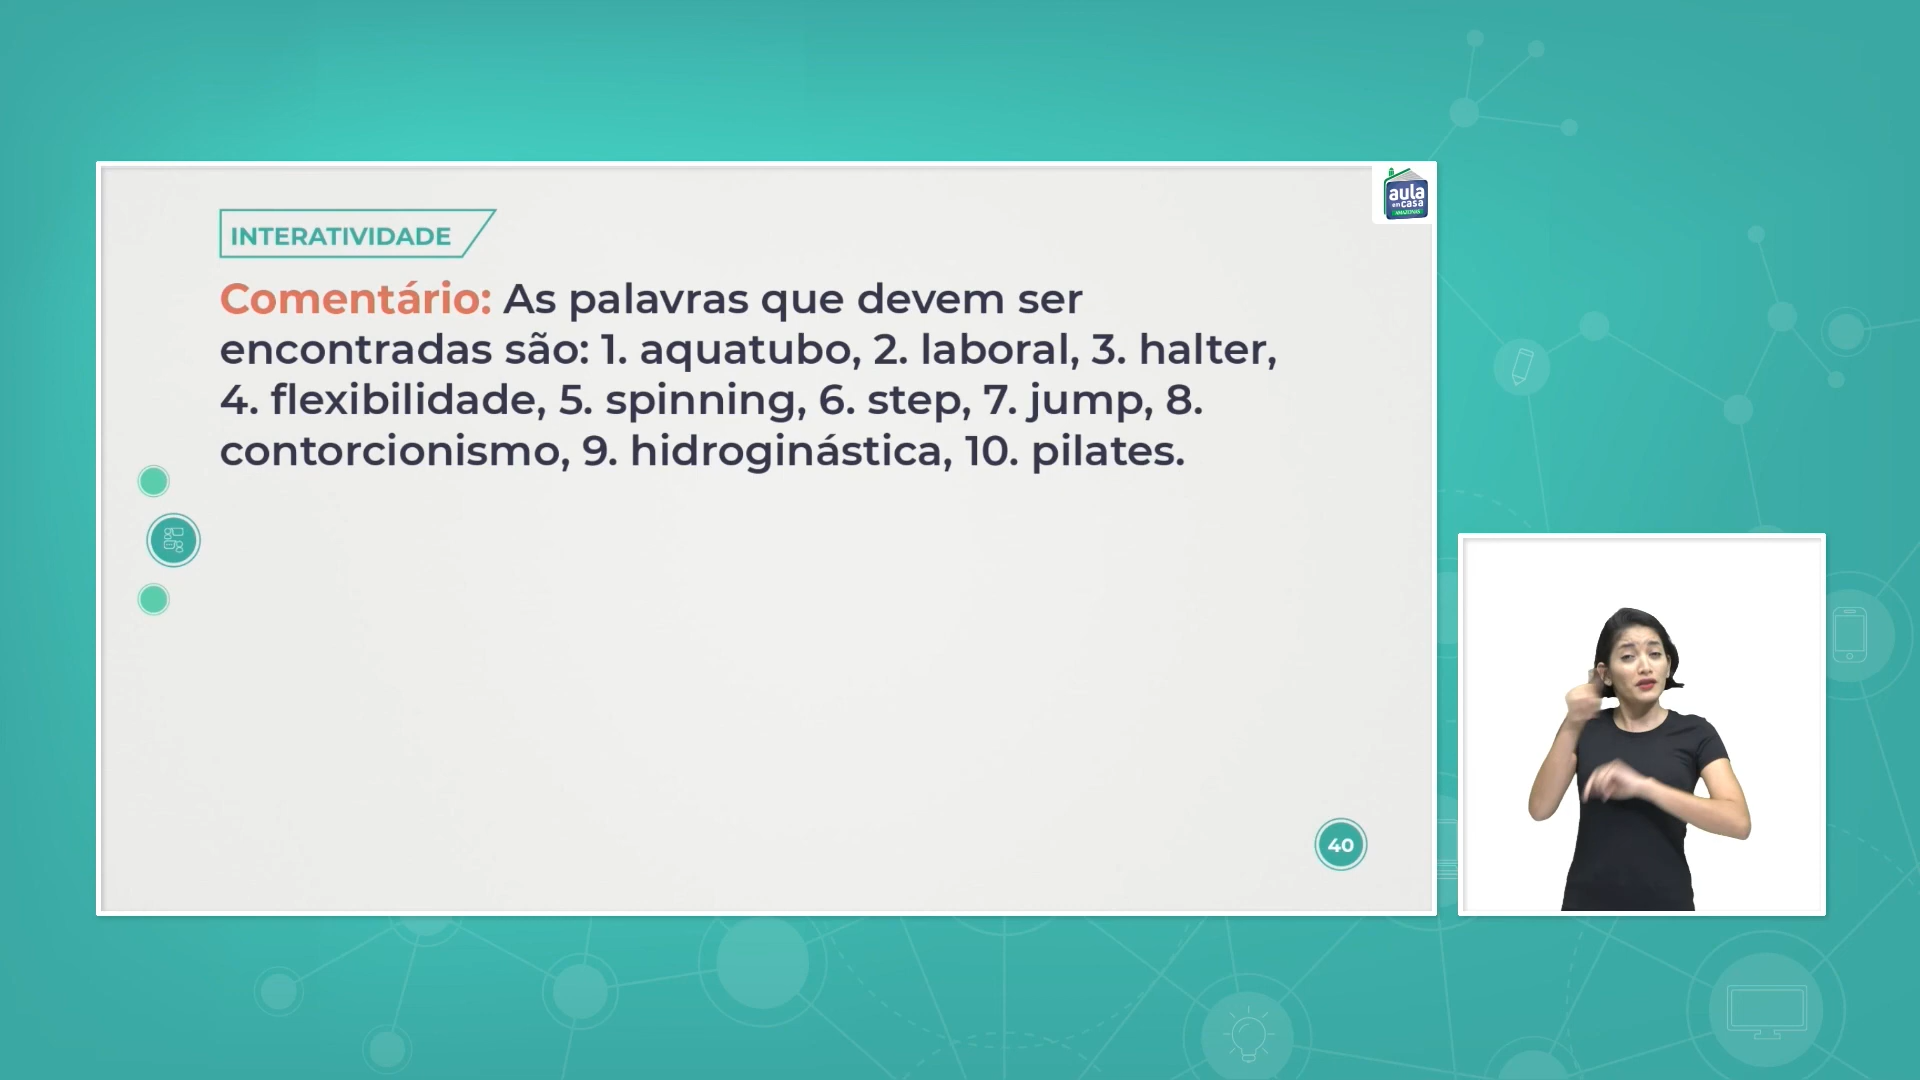 aula
em casa
AMAZONAS
INTERATIVIDADE
Comentário: As palavras que devem ser
encontradas são: 1. aquatubo, 2. laboral, 3. halter,
4. flexibilidade, 5. spinning, 6. step, 7. jump, 8.
contorcionismo, 9. hidroginástica, 10. pilates.
40